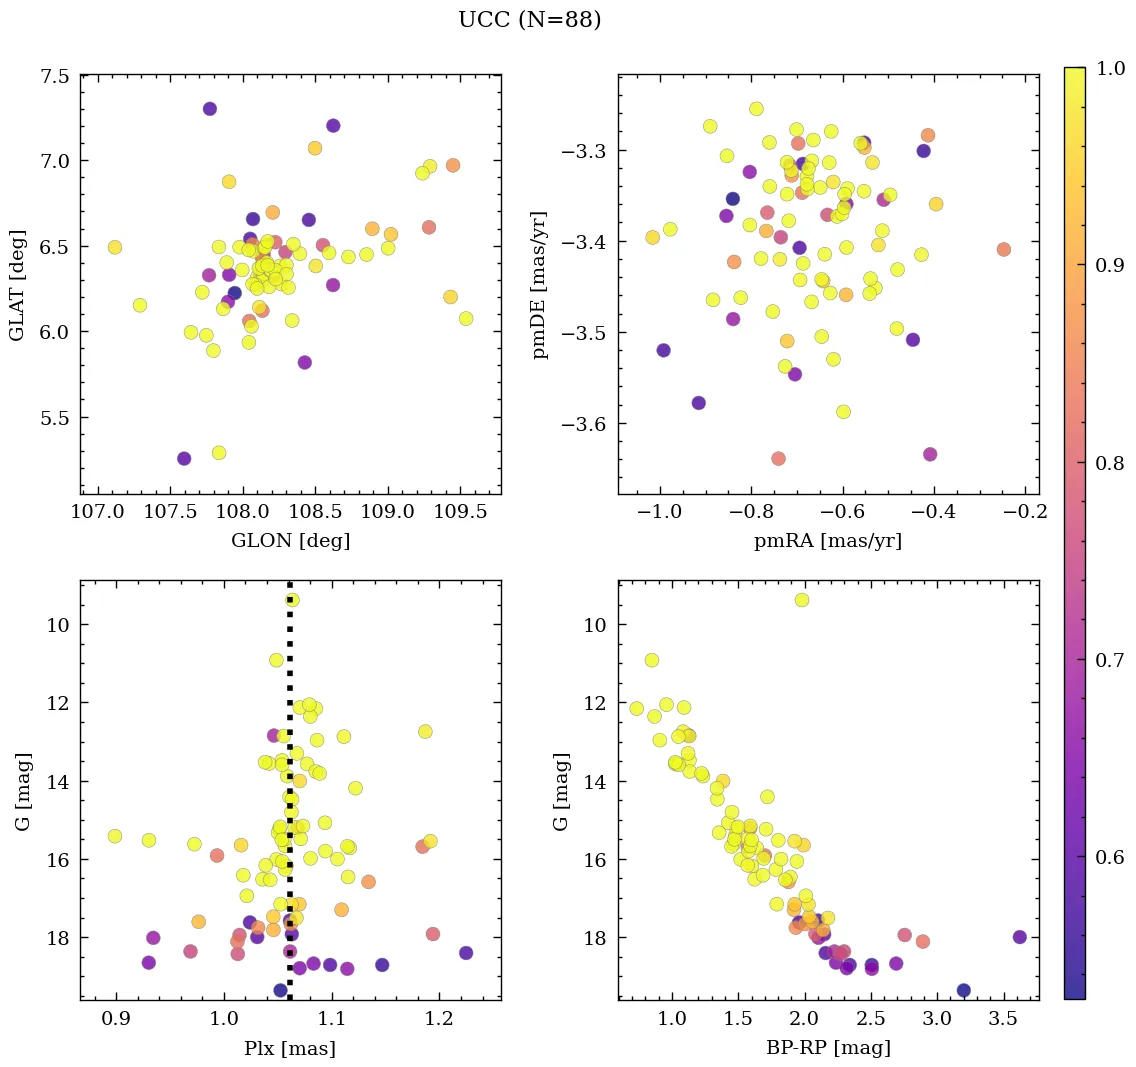 UCC (N=88)
7.5
7.0
6.5
6.0
5.5
GLAT [deg]
107.0 107.5 108.0 108.5 109.0 109.5
GLON [deg]
−3.3
−3.4
−3.5
−3.6
pmDE [mas/yr]
−1.0 −0.8 −0.6 −0.4 −0.2
pmRA [mas/yr]
10
12
14
16
18
G [mag]
0.9 1.0 1.1 1.2
Plx [mas]
10
12
14
16
18
G [mag]
1.0 1.5 2.0 2.5 3.0 3.5
BP-RP [mag]
1.0
0.9
0.8
0.7
0.6